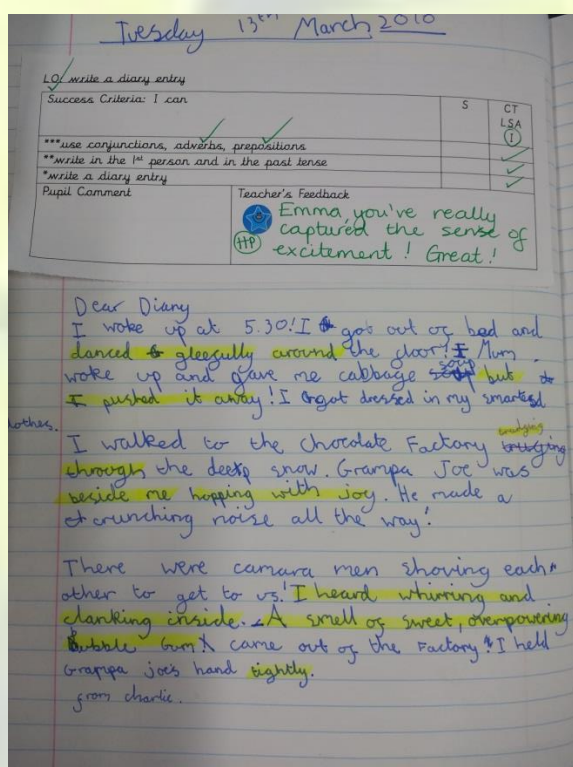 Tuesday 13th March 2010
LO/ write a diary entry
Success Criteria: I can
S
CT
LSA
I
***use conjunctions, adverbs, prepositions
**write in the 1st person and in the past tense
*write a diary entry
Pupil Comment
Teacher's Feedback
Emma, you've really
captured the sense of
HP
excitement! Great!
Dear Diary
I woke up at 5.30! I got out of bed and
danced gleefully around the floor! Mum
woke up and gave me cabbage soup but
I pushed it away! I got dressed in my smartest
clothes.
I walked to the chocolate Factory trudging
through the deep snow. Grampa Joe was
beside me hopping with joy. He made a
crunching noise all the way!
There were camara men shoving each
other to get to us! I heard whirring and
clanking inside. A smell of sweet, overpowering
bubble Gum came out of the Factory! I held
Grampa joe's hand tightly.
from charlie.